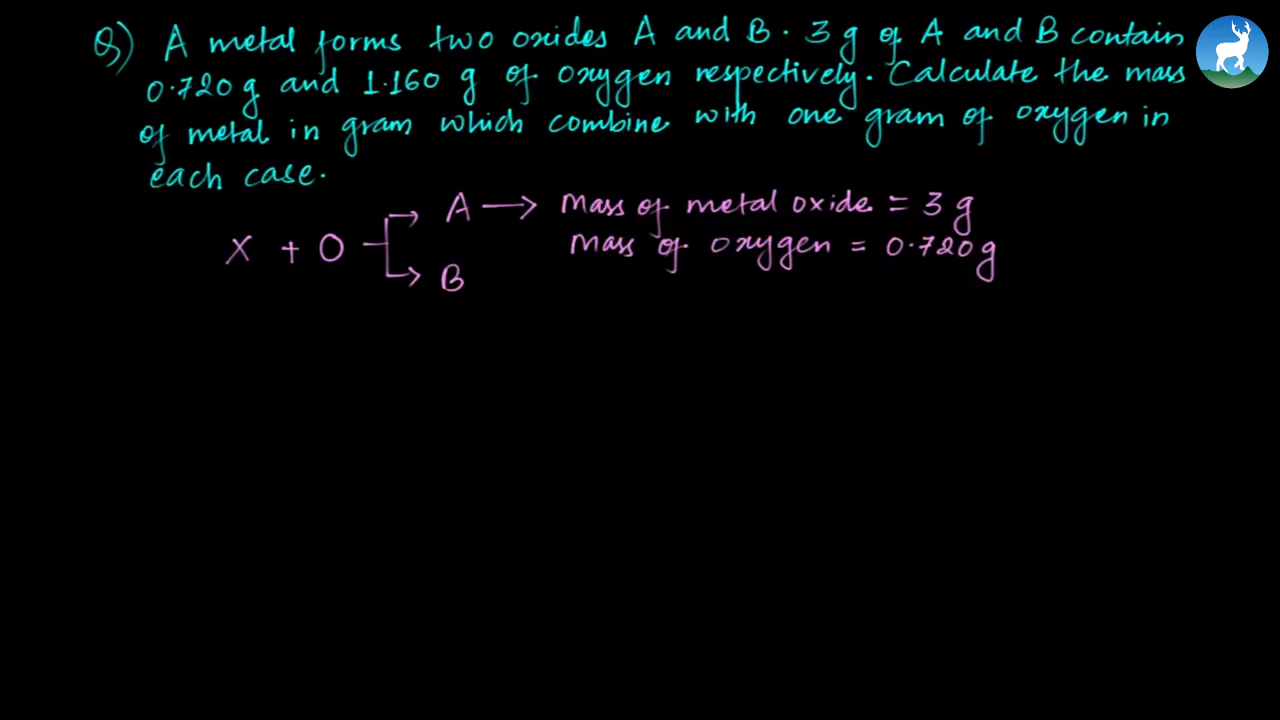 Q) A metal forms two oxides A and B. 3 g of A and B contain
0.720 g and 1.160 g of oxygen respectively. Calculate the mass
of metal in gram which combine with one gram of oxygen in
each case.
A → Mass of metal oxide = 3 g
X + O
Mass of oxygen = 0.720 g
B